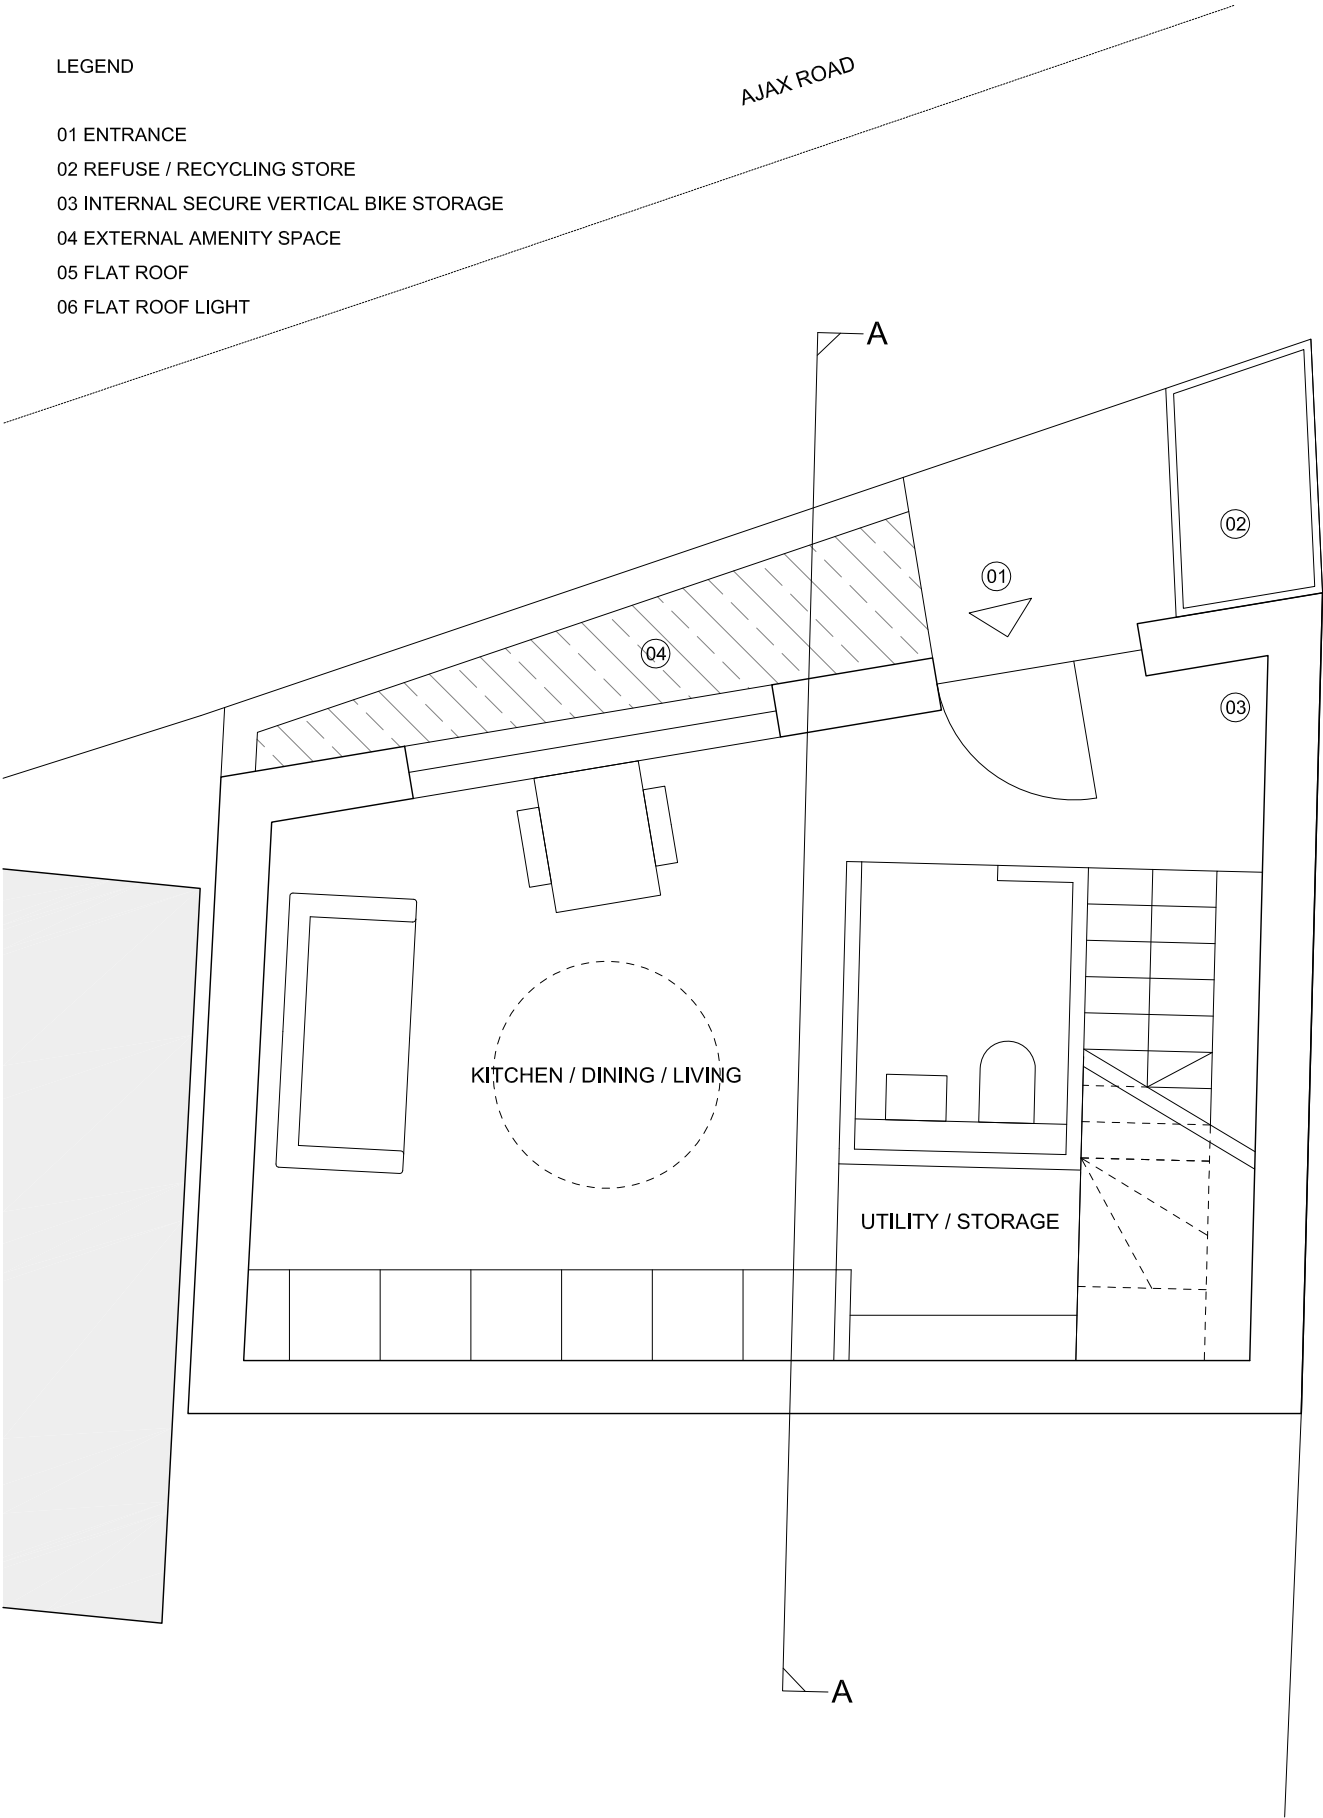 LEGEND
AJAX ROAD
01 ENTRANCE
02 REFUSE / RECYCLING STORE
03 INTERNAL SECURE VERTICAL BIKE STORAGE
04 EXTERNAL AMENITY SPACE
05 FLAT ROOF
06 FLAT ROOF LIGHT
A
02
01
04
03
KITCHEN / DINING / LIVING
UTILITY / STORAGE
A